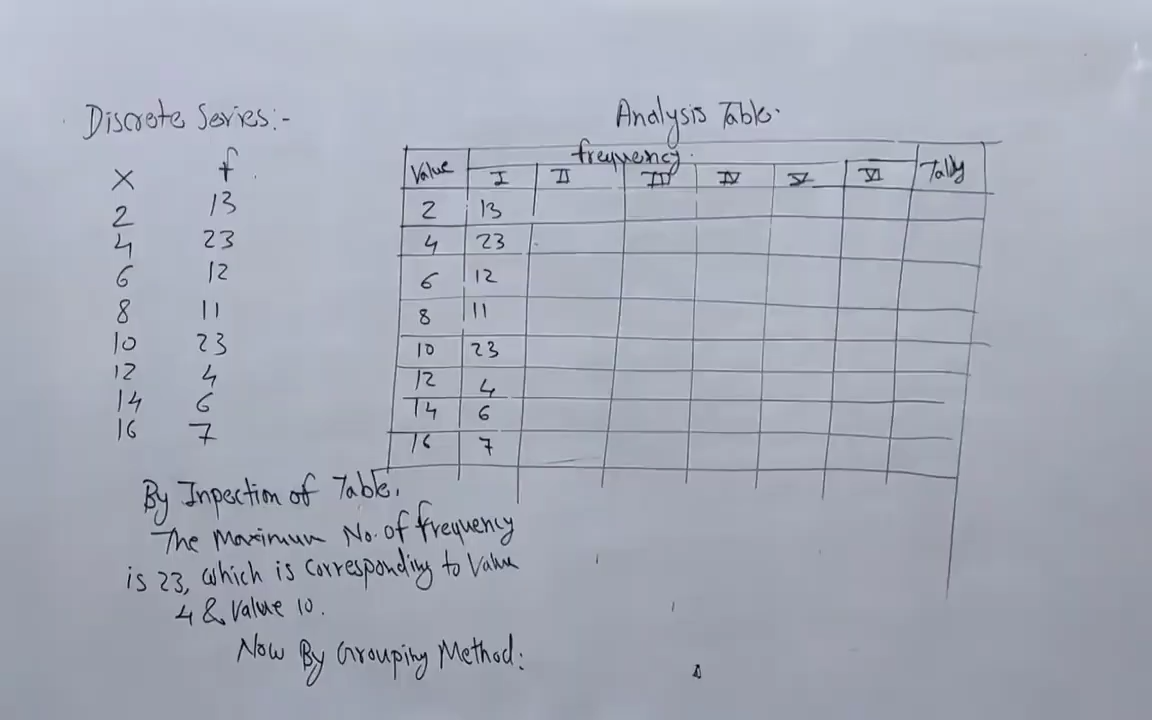 Discrete Series:-
x f
2 13
4 23
6 12
8 11
10 23
12 4
14 6
16 7
Analysis Table.
Value frequency. Tally
I II III IV V VI
2 13
4 23
6 12
8 11
10 23
12 4
14 6
16 7
By Inpection of Table,
The Maximum No. of frequency
is 23, which is corresponding to Value
4 & Value 10.
Now By Grouping Method: